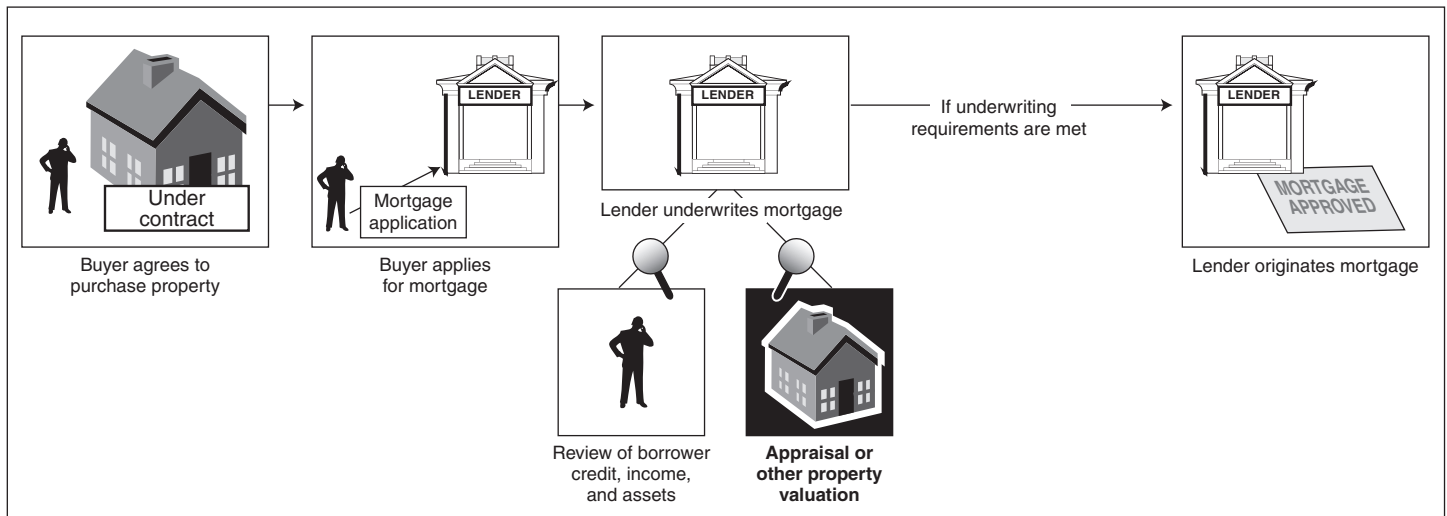 Under
contract
Buyer agrees to
purchase property
LENDER
Mortgage
application
Buyer applies
for mortgage
LENDER
Lender underwrites mortgage
Review of borrower
credit, income,
and assets
Appraisal or
other property
valuation
If underwriting
requirements are met
LENDER
MORTGAGE
APPROVED
Lender originates mortgage